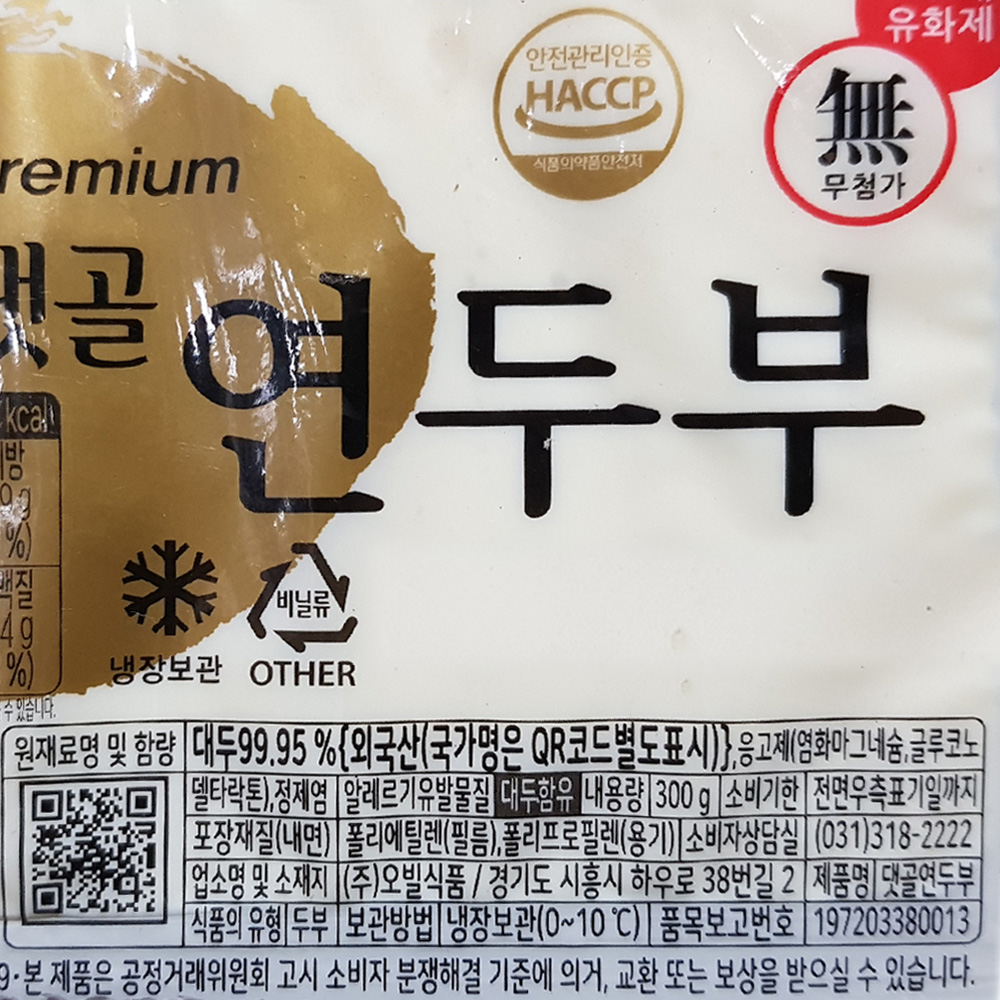 유화제
안전관리인증
HACCP
식품의약품안전처
無
무첨가
remium
댓골
연두부
kcal
방
9g
%)
백질
4g
%)
비닐류
냉장보관 OTHER
수 있습니다.
원재료명 및 함량 대두99.95 %{외국산(국가명은 QR코드별도표시)},응고제(염화마그네슘,글루코노
델타락톤),정제염 알레르기유발물질 대두함유 내용량 300 g 소비기한 전면우측표기일까지
포장재질(내면) 폴리에틸렌(필름),폴리프로필렌(용기) 소비자상담실 (031)318-2222
업소명 및 소재지 (주)오빌식품 / 경기도 시흥시 하우로 38번길 2 제품명 댓골연두부
식품의 유형 두부 보관방법 냉장보관(0~10 ℃) 품목보고번호 197203380013
9·본 제품은 공정거래위원회 고시 소비자 분쟁해결 기준에 의거, 교환 또는 보상을 받으실 수 있습니다.